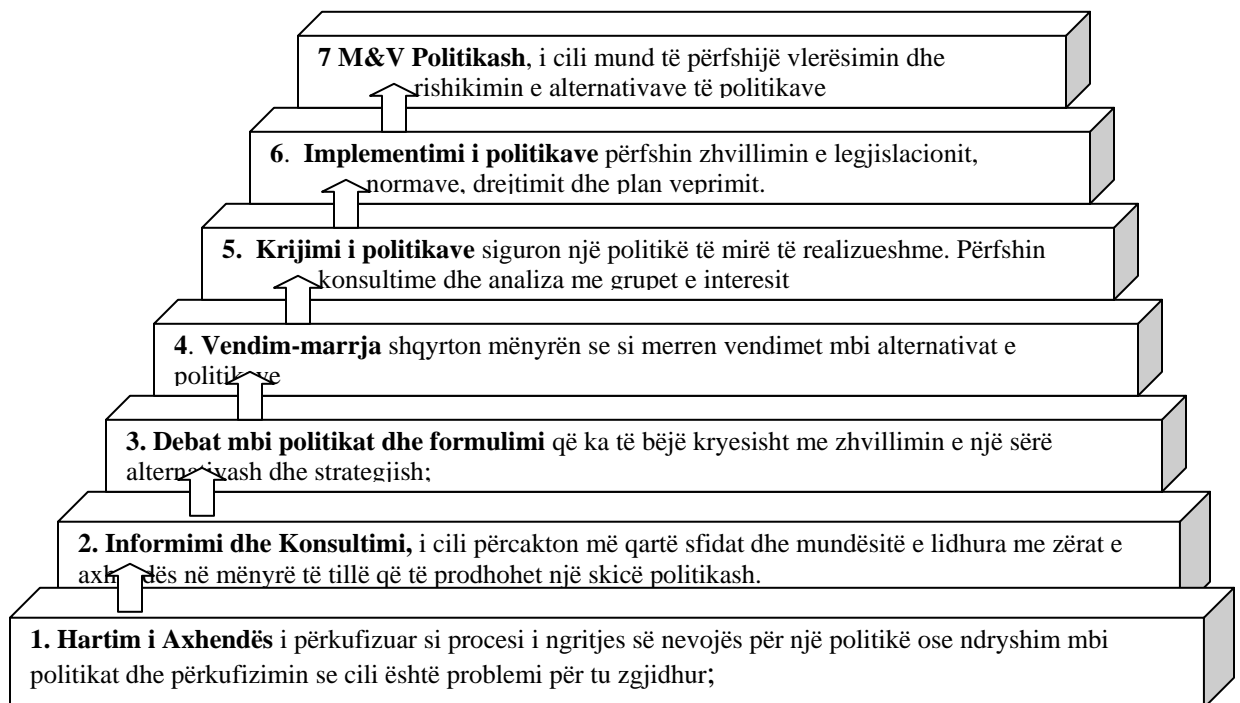 7 M&V Politikash, i cili mund të përfshijë vlerësimin dhe
rishikimin e alternativave të politikave
6. Implementimi i politikave përfshin zhvillimin e legjislacionit,
normave, drejtimit dhe plan veprimit.
5. Krijimi i politikave siguron një politikë të mirë të realizueshme. Përfshin
konsultime dhe analiza me grupet e interesit
4. Vendim-marrja shqyrton mënyrën se si merren vendimet mbi alternativat e
politikave
3. Debat mbi politikat dhe formulimi që ka të bëjë kryesisht me zhvillimin e një sërë
alternativash dhe strategjish;
2. Informimi dhe Konsultimi, i cili përcakton më qartë sfidat dhe mundësitë e lidhura me zërat e
axhendës në mënyrë të tillë që të prodhohet një skicë politikash.
1. Hartim i Axhendës i përkufizuar si procesi i ngritjes së nevojës për një politikë ose ndryshim mbi
politikat dhe përkufizimin se cili është problemi për tu zgjidhur;